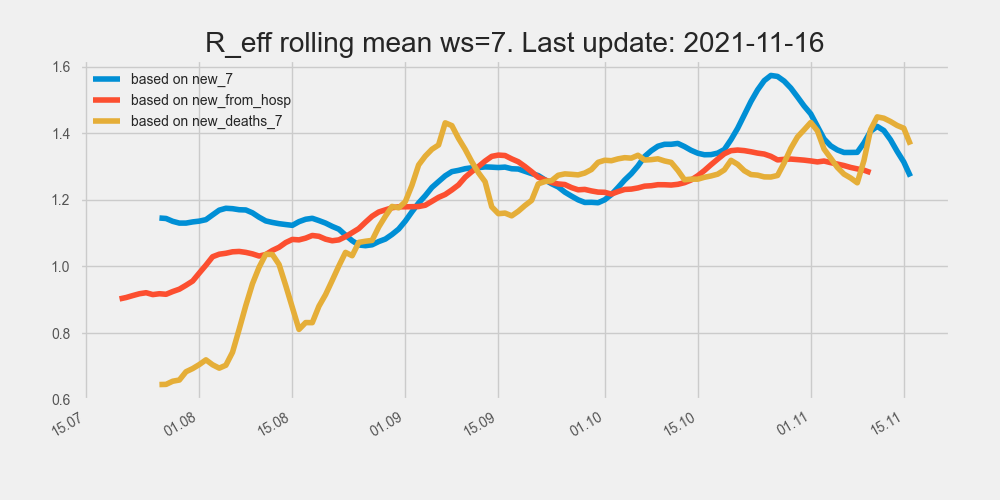 R_eff rolling mean ws=7. Last update: 2021-11-16
1.6
based on new_7
based on new_from_hosp
based on new_deaths_7
1.4
1.2
1.0
0.8
0.6
15.07 01.08 15.08 01.09 15.09 01.10 15.10 01.11 15.11